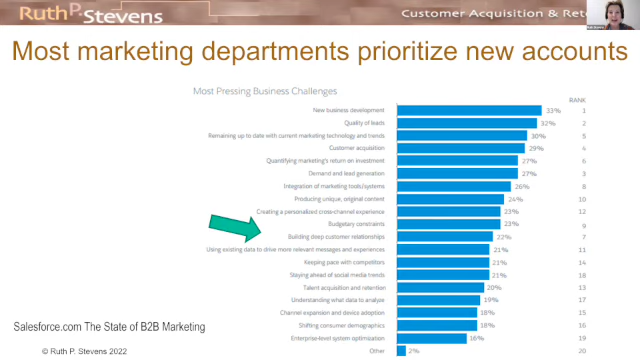 Ruth P. Stevens
Customer Acquisition & Rete
Most marketing departments prioritize new accounts
Most Pressing Business Challenges
RANK
New business development 33% 1
Quality of leads 32% 2
Remaining up to date with current marketing technology and trends 30% 5
Customer acquisition 29% 4
Quantifying marketing's return on investment 27% 6
Demand end lead generation 27% 3
Integration of marketing tools/systems 26% 8
Producing unique, original content 24% 10
Creating a personalized cross-channel experience 23% 12
Budgetary constraints 23% 9
Building deep customer relationships 22% 7
Using existing data to drive more relevant messages and experiences 21% 11
Keeping pace with competitors 21% 14
Staying ahead of social media trends 21% 18
Talent acquisition and retention 20% 13
Understanding what data to analyze 19% 17
Channel expansion and device adoption 18% 15
Shifting consumer demographics 18% 16
Enterprise-level system optimization 16% 19
Other 2% 20
Salesforce.com The State of B2B Marketing
© Ruth P. Stevens 2022